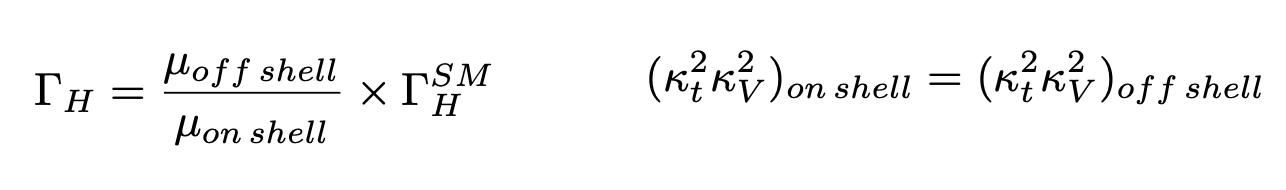 Γ_H = \frac{μ_{off shell}}{μ_{on shell}} × Γ_H^{SM}    (κ_t^2 κ_V^2)_{on shell} = (κ_t^2 κ_V^2)_{off shell}